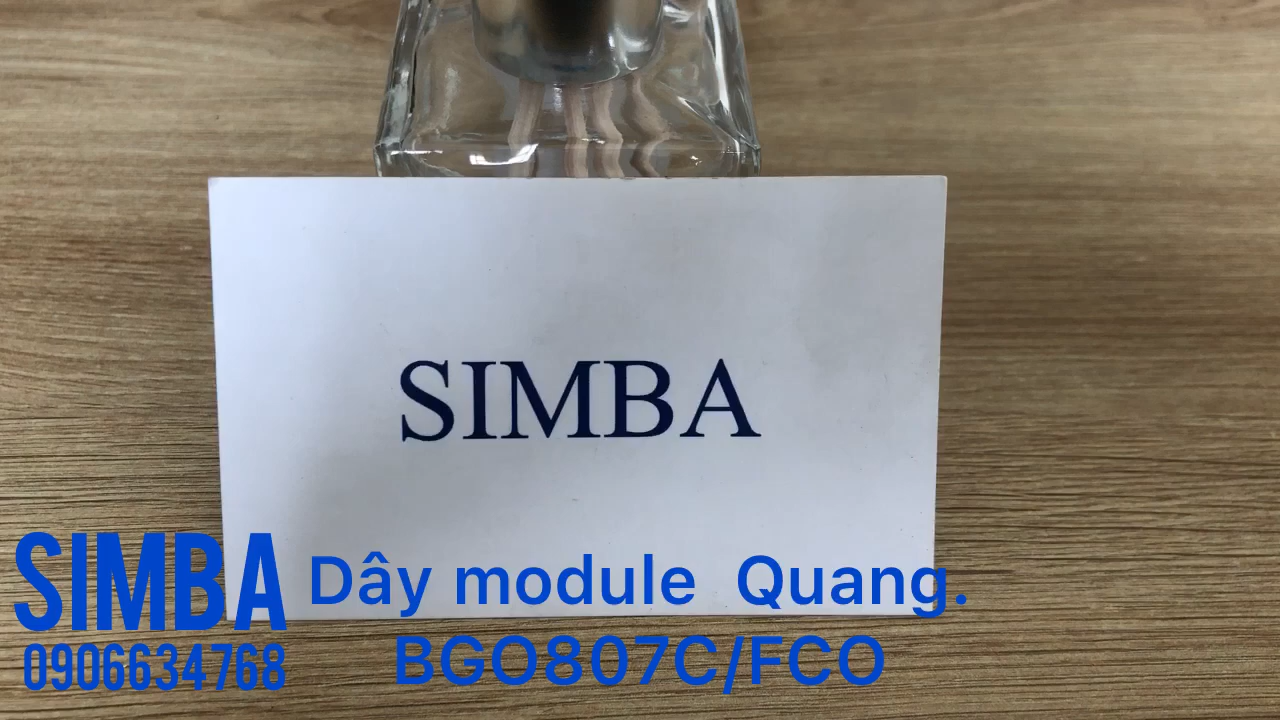 SIMBA
SIMBA
0906634768
Dây module Quang.
BGO807C/FCO